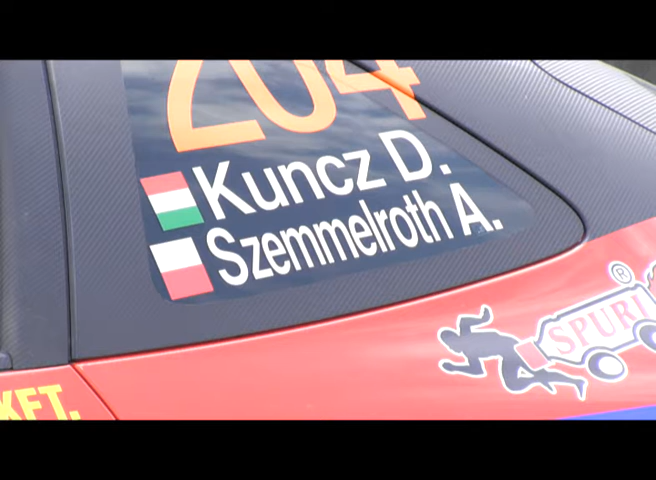 204
Kuncz D.
Szemmelroth A.
®
SPURI
KFT.